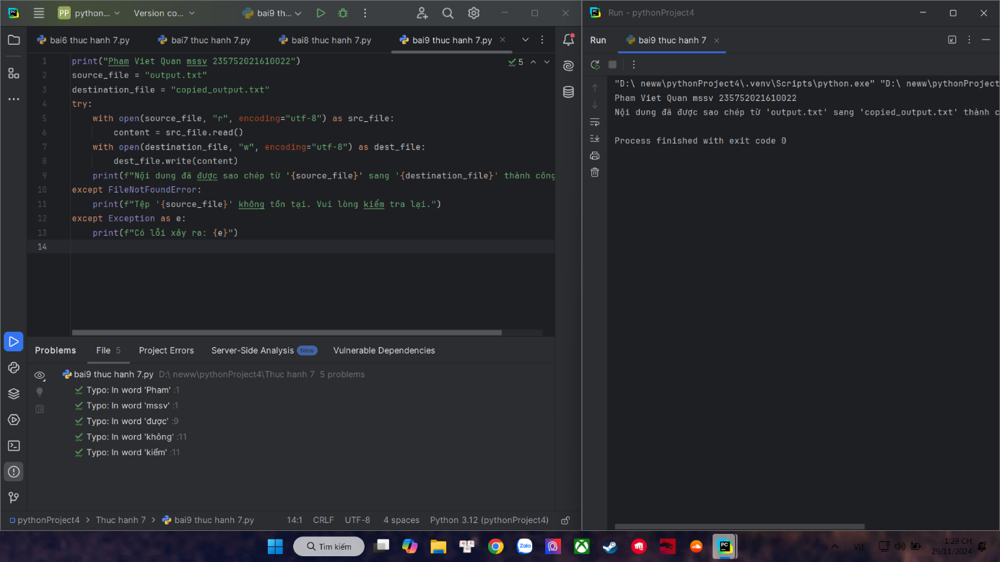 PP python... Version co... bai9 th...
Run - pythonProject4
bai6 thuc hanh 7.py bai7 thuc hanh 7.py bai8 thuc hanh 7.py bai9 thuc hanh 7.py
Run bai9 thuc hanh 7
1 print("Pham Viet Quan mssv 235752021610022")
5
2 source_file = "output.txt"
3 destination_file = "copied_output.txt"
4 try:
5 with open(source_file, "r", encoding="utf-8") as src_file:
6 content = src_file.read()
7 with open(destination_file, "w", encoding="utf-8") as dest_file:
8 dest_file.write(content)
9 print(f"Nội dung đã được sao chép từ '{source_file}' sang '{destination_file}' thành công
10 except FileNotFoundError:
11 print(f"Tệp '{source_file}' không tồn tại. Vui lòng kiểm tra lại.")
12 except Exception as e:
13 print(f"Có lỗi xảy ra: {e}")
14
"D:\ neww\pythonProject4\.venv\Scripts\python.exe" "D:\ neww\pythonProject
Pham Viet Quan mssv 235752021610022
Nội dung đã được sao chép từ 'output.txt' sang 'copied_output.txt' thành c
Process finished with exit code 0
Problems File 5 Project Errors Server-Side Analysis New Vulnerable Dependencies
bai9 thuc hanh 7.py D:\ neww\pythonProject4\Thuc hanh 7 5 problems
Typo: In word 'Pham' :1
Typo: In word 'mssv' :1
Typo: In word 'được' :9
Typo: In word 'không' :11
Typo: In word 'kiểm' :11
pythonProject4 > Thuc hanh 7 > bai9 thuc hanh 7.py 14:1 CRLF UTF-8 4 spaces Python 3.12 (pythonProject4)
Tìm kiếm
Zalo
VIE
1:29 CH
29/11/2024